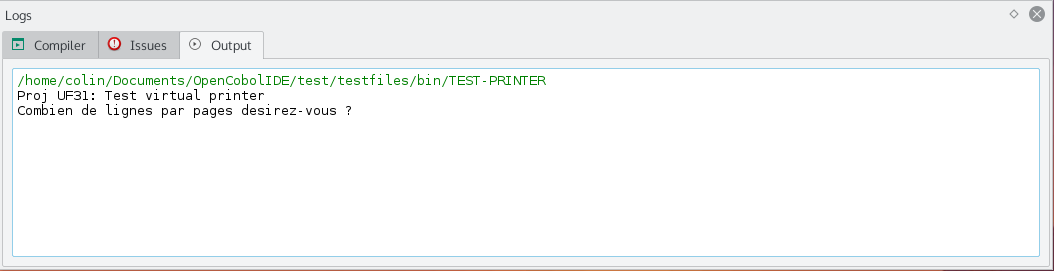 Logs
Compiler
Issues
Output
/home/colin/Documents/OpenCobolIDE/test/testfiles/bin/TEST-PRINTER
Proj UF31: Test virtual printer
Combien de lignes par pages desirez-vous ?